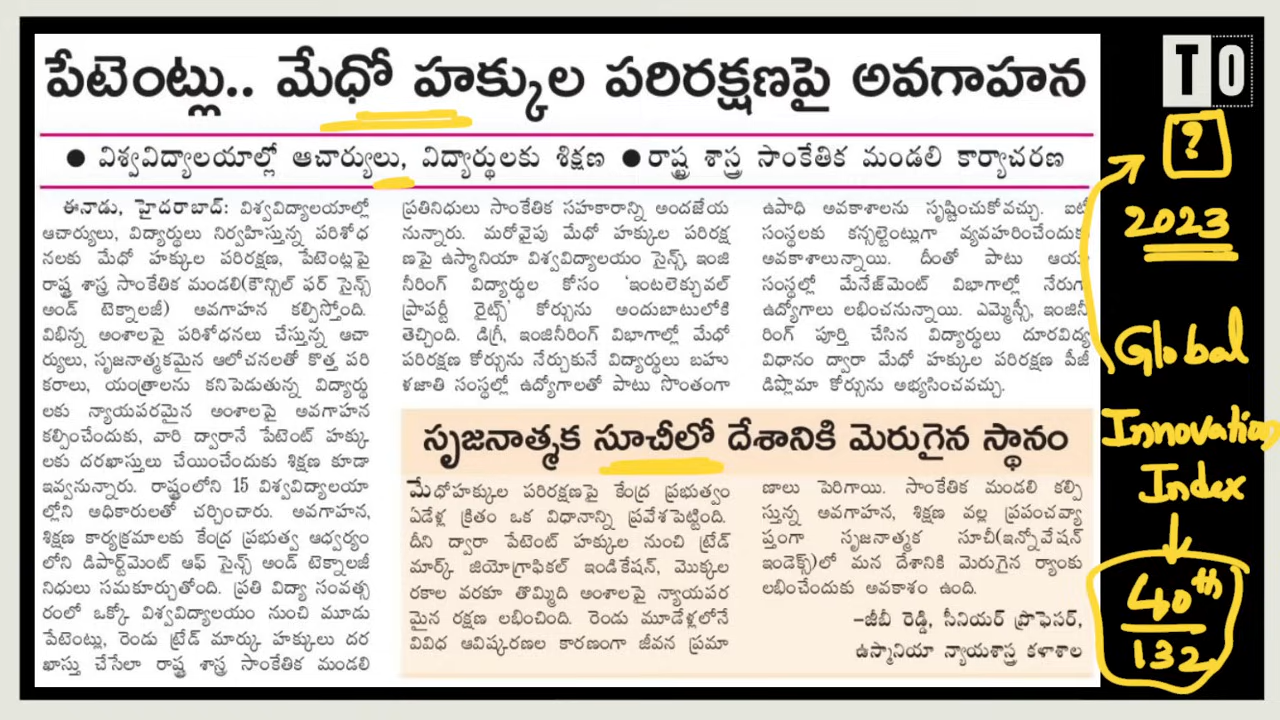 పేటెంట్లు.. మేధో హక్కుల పరిరక్షణపై అవగాహన
● విశ్వవిద్యాలయాల్లో ఆచార్యులు, విద్యార్థులకు శిక్షణ ● రాష్ట్ర శాస్త్ర సాంకేతిక మండలి కార్యాచరణ
ఈనాడు, హైదరాబాద్: విశ్వవిద్యాలయాల్లో
ఆచార్యులు, విద్యార్థులు నిర్వహిస్తున్న పరిశోధ
నలకు మేధో హక్కుల పరిరక్షణ, పేటెంట్లపై
రాష్ట్ర శాస్త్ర సాంకేతిక మండలి(కౌన్సిల్ ఫర్ సైన్స్
అండ్ టెక్నాలజీ) అవగాహన కల్పిస్తోంది.
విభిన్న అంశాలపై పరిశోధనలు చేస్తున్న ఆచా
ర్యులు, సృజనాత్మకమైన ఆలోచనలతో కొత్త పరి
కరాలు, యంత్రాలను కనిపెడుతున్న విద్యార్థు
లకు న్యాయపరమైన అంశాలపై అవగాహన
కల్పించేందుకు, వారి ద్వారానే పేటెంట్ హక్కు
లకు దరఖాస్తులు చేయించేందుకు శిక్షణ కూడా
ఇవ్వనున్నారు. రాష్ట్రంలోని 15 విశ్వవిద్యాలయా
ల్లోని అధికారులతో చర్చించారు. అవగాహన,
శిక్షణ కార్యక్రమాలకు కేంద్ర ప్రభుత్వ ఆధ్వర్యం
లోని డిపార్ట్‌మెంట్ ఆఫ్ సైన్స్ అండ్ టెక్నాలజీ
నిధులు సమకూర్చుతోంది. ప్రతి విద్యా సంవత్స
రంలో ఒక్కో విశ్వవిద్యాలయం నుంచి మూడు
పేటెంట్లు, రెండు ట్రేడ్ మార్కు హక్కులు దర
ఖాస్తు చేసేలా రాష్ట్ర శాస్త్ర సాంకేతిక మండలి
ప్రతినిధులు సాంకేతిక సహకారాన్ని అందజేయ
నున్నారు. మరోవైపు మేధో హక్కుల పరిరక్ష
ణపై ఉస్మానియా విశ్వవిద్యాలయం సైన్స్, ఇంజి
నీరింగ్ విద్యార్థుల కోసం 'ఇంటలెక్చువల్
ప్రాపర్టీ రైట్స్' కోర్సును అందుబాటులోకి
తెచ్చింది. డిగ్రీ, ఇంజినీరింగ్ విభాగాల్లో మేధో
పరిరక్షణ కోర్సును నేర్చుకునే విద్యార్థులు బహు
ళజాతి సంస్థల్లో ఉద్యోగాలతో పాటు సొంతంగా
ఉపాధి అవకాశాలను సృష్టించుకోవచ్చు. ఐటీ
సంస్థలకు కన్సల్టెంట్లుగా వ్యవహరించేందుకు
అవకాశాలున్నాయి. దీంతో పాటు ఆయా
సంస్థల్లో మేనేజ్‌మెంట్ విభాగాల్లో నేరుగా
ఉద్యోగాలు లభించనున్నాయి. ఎమ్మెస్సీ, ఇంజినీ
రింగ్ పూర్తి చేసిన విద్యార్థులు దూరవిద్య
విధానం ద్వారా మేధో హక్కుల పరిరక్షణ పీజీ
డిప్లొమా కోర్సును అభ్యసించవచ్చు.
సృజనాత్మక సూచీలో దేశానికి మెరుగైన స్థానం
మేధోహక్కుల పరిరక్షణపై కేంద్ర ప్రభుత్వం
ఏడేళ్ల క్రితం ఒక విధానాన్ని ప్రవేశపెట్టింది.
దీని ద్వారా పేటెంట్ హక్కుల నుంచి ట్రేడ్
మార్క్ జియోగ్రాఫికల్ ఇండికేషన్, మొక్కల
రకాల వరకూ తొమ్మిది అంశాలపై న్యాయపర
మైన రక్షణ లభించింది. రెండు మూడేళ్లలోనే
వివిధ ఆవిష్కరణల కారణంగా జీవన ప్రమా
ణాలు పెరిగాయి. సాంకేతిక మండలి కల్పి
స్తున్న అవగాహన, శిక్షణ వల్ల ప్రపంచవ్యా
ప్తంగా సృజనాత్మక సూచీ(ఇన్నోవేషన్
ఇండెక్స్)లో మన దేశానికి మెరుగైన ర్యాంకు
లభించేందుకు అవకాశం ఉంది.
-జీబీ రెడ్డి, సీనియర్ ప్రొఫెసర్,
ఉస్మానియా న్యాయశాస్త్ర కళాశాల
TO
?
2023
Global
Innovation
Index
40th
132